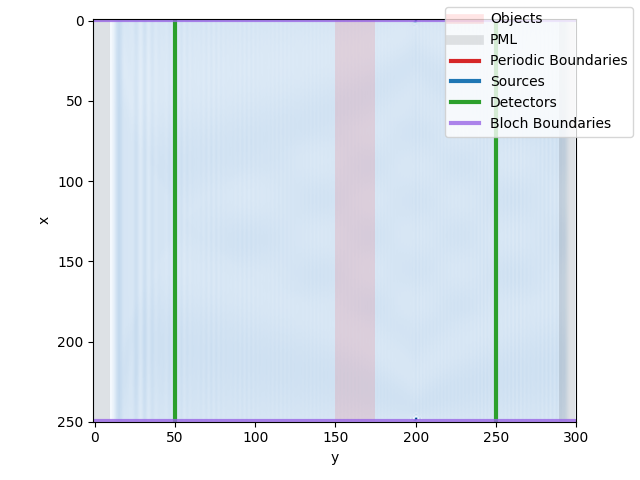 Objects
PML
Periodic Boundaries
Sources
Detectors
Bloch Boundaries
0
50
100
150
200
250
x
0 50 100 150 200 250 300
y